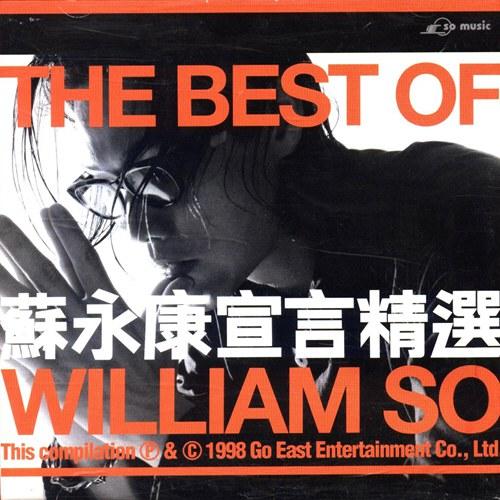 so music
THE BEST OF
蘇永康宣言精選
WILLIAM SO
This compilation Ⓟ & © 1998 Go East Entertainment Co., Ltd